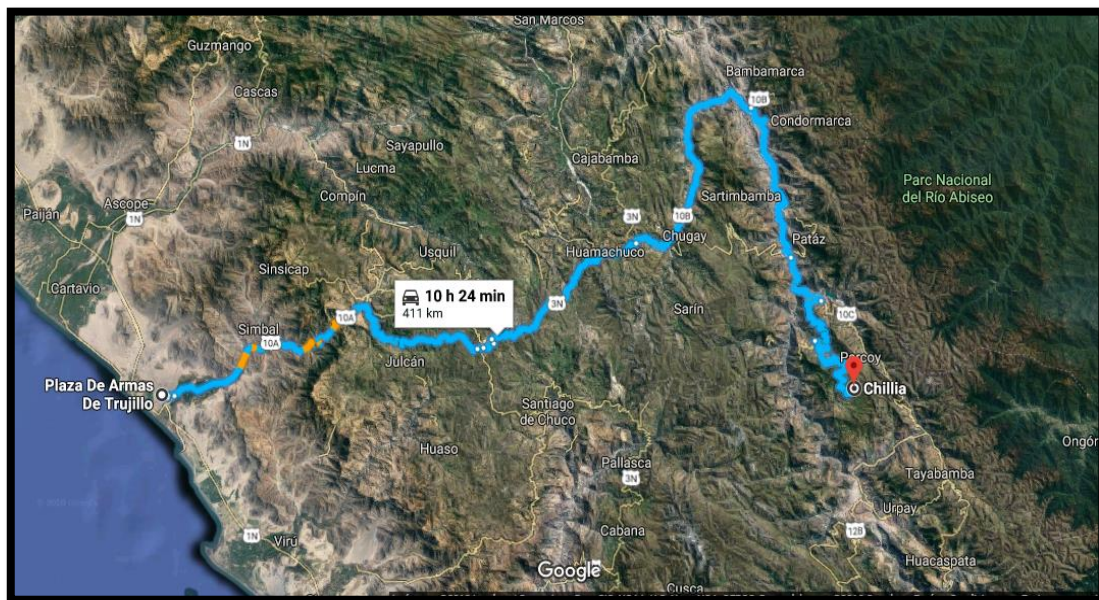 San Marcos
Guzmango
Bambamarca
Cascas
1N
10B
Condormarca
Sayapullo
Cajabamba
Lucma
Parc Nacional
del Río Abiseo
Compín
Sartimbamba
Ascope
Paiján
1N
3N
10B
Chugay
Usquil
Huamachuco
Pataz
Sinsicap
Cartavio
10 h 24 min
411 km
3N
Sarín
10C
10A
Simbal
10A
Julcán
Parcoy
Plaza De Armas
De Trujillo
Chillia
Santiago
de Chuco
Huaso
Ongór
Pallasca
3N
Tayabamba
Urpay
Cabana
12B
1N
Virú
Huacaspata
Google
Cusca